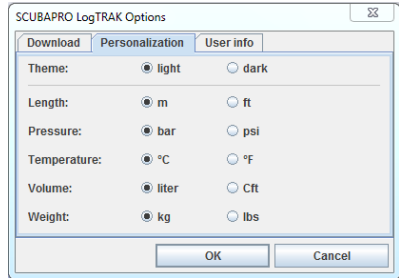 SCUBAPRO LogTRAK Options
Download Personalization User info
Theme: light dark
Length: m ft
Pressure: bar psi
Temperature: °C °F
Volume: liter Cft
Weight: kg lbs
OK Cancel